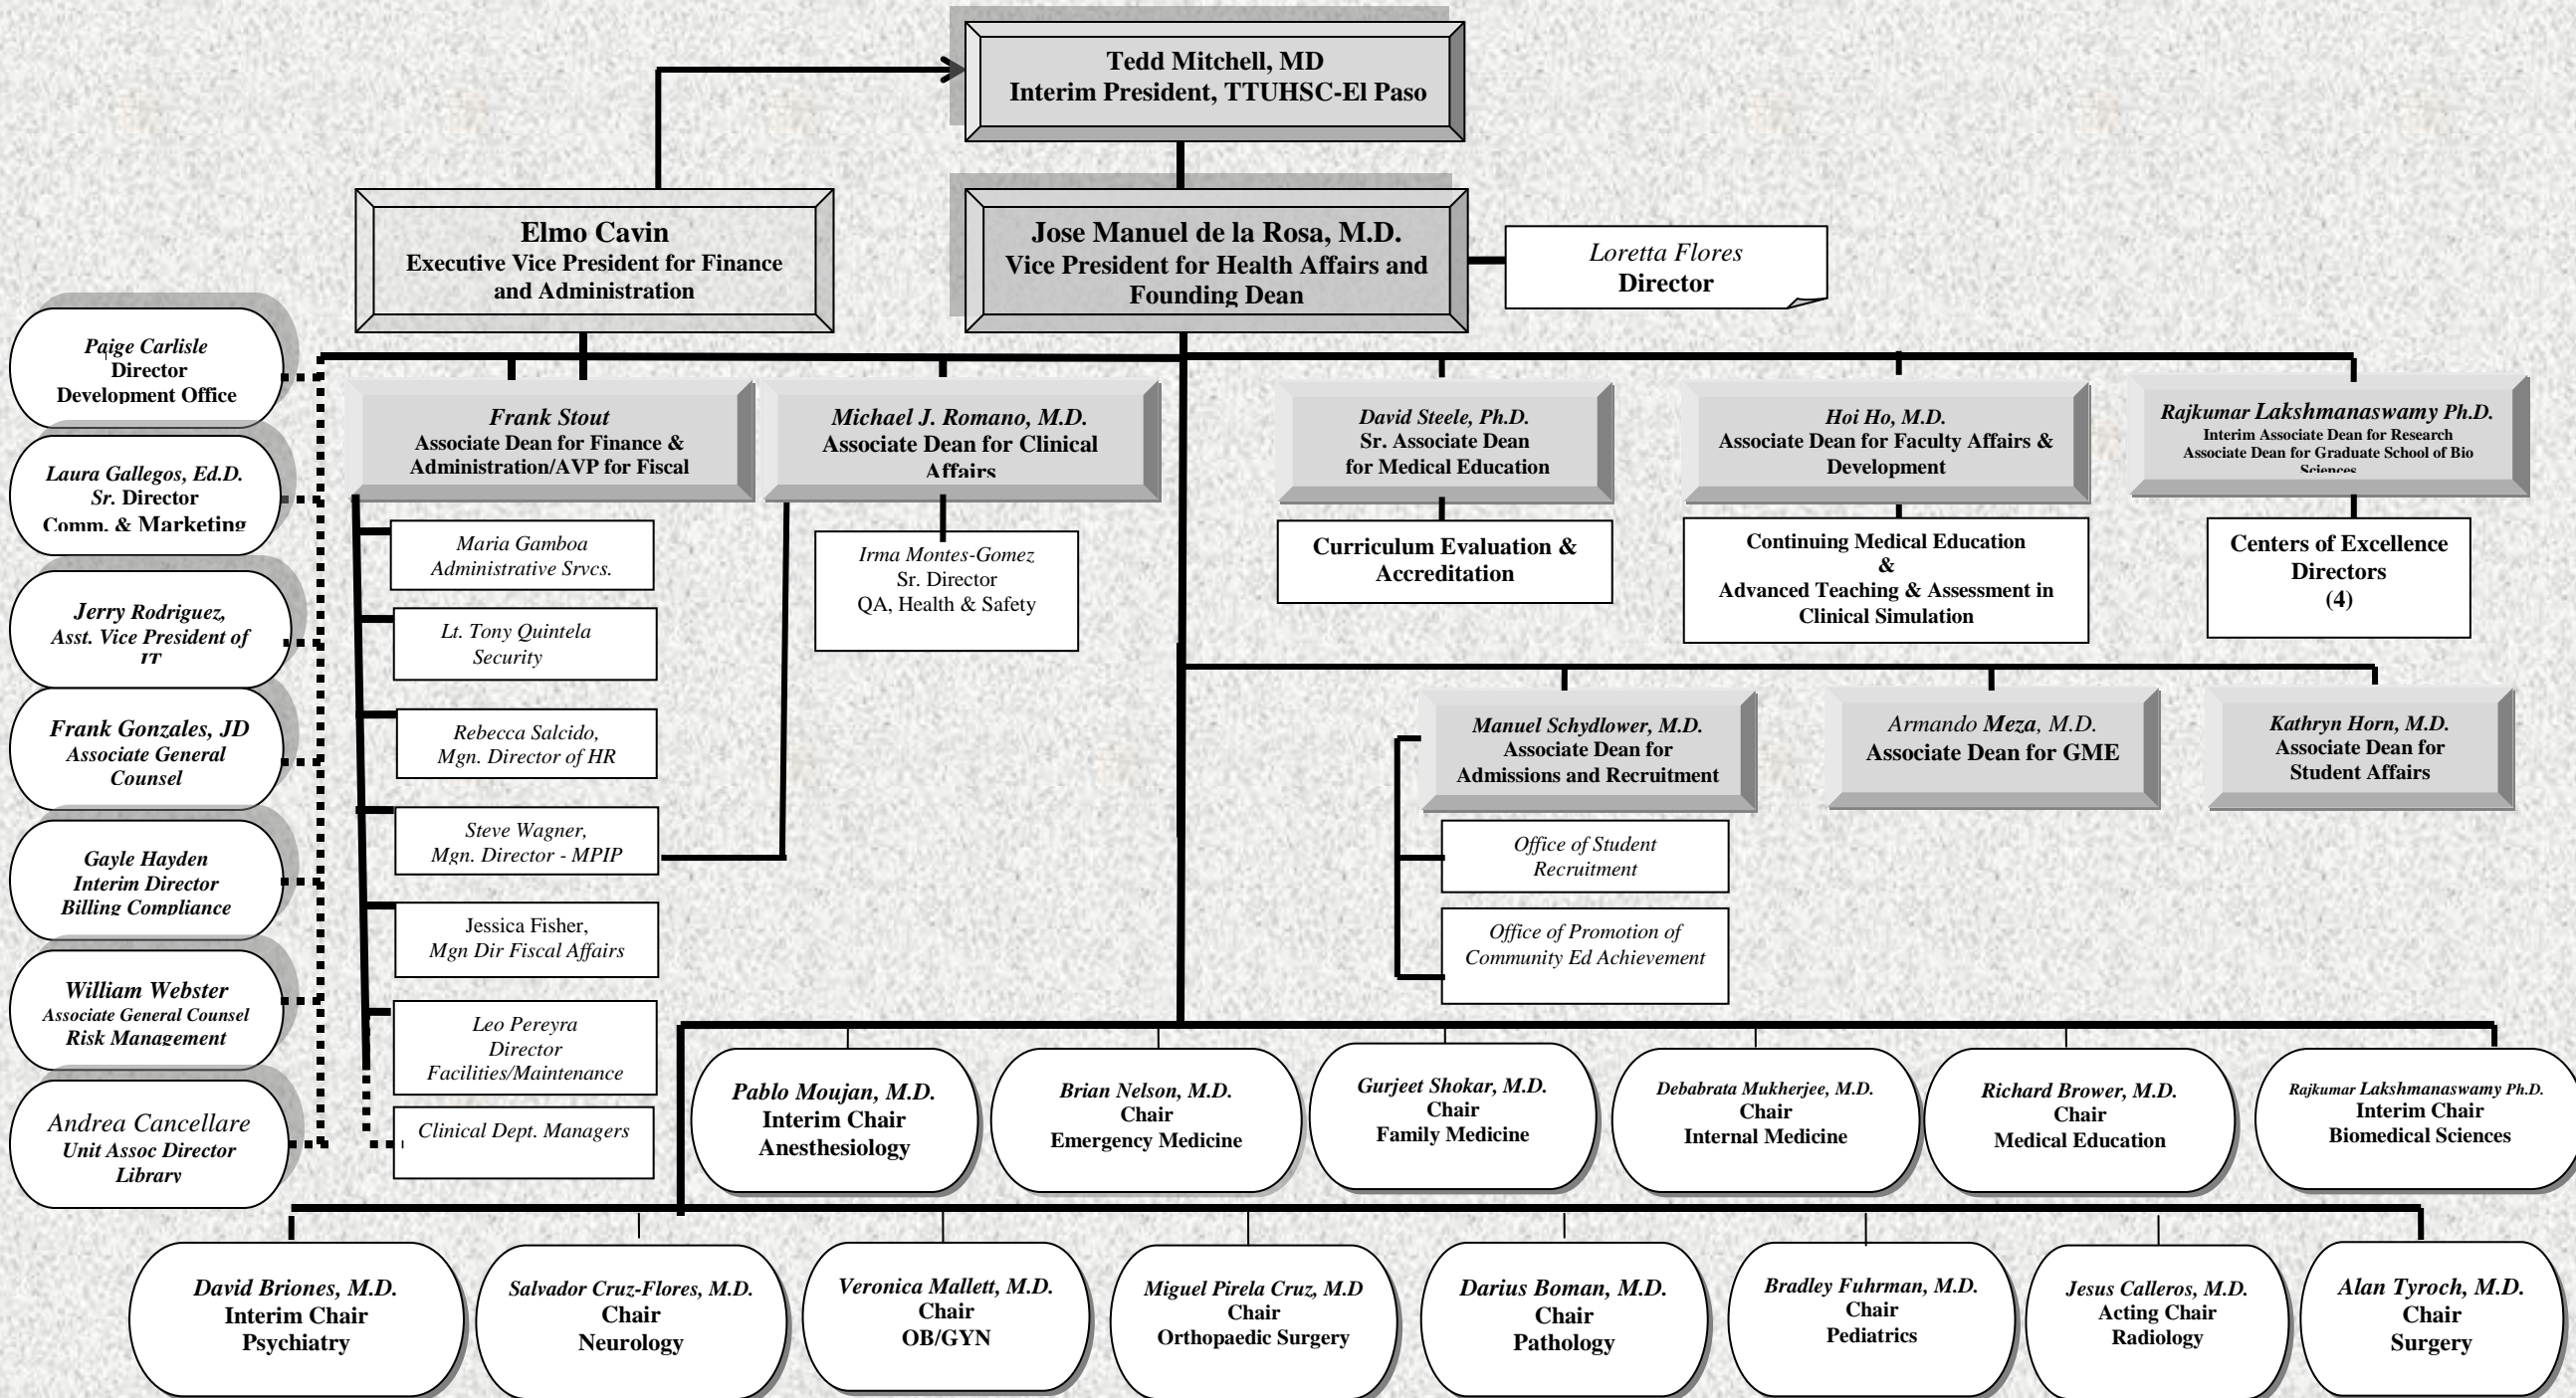 Tedd Mitchell, MD
Interim President, TTUHSC-El Paso
Elmo Cavin
Executive Vice President for Finance
and Administration
Jose Manuel de la Rosa, M.D.
Vice President for Health Affairs and
Founding Dean
Loretta Flores
Director
Paige Carlisle
Director
Development Office
Laura Gallegos, Ed.D.
Sr. Director
Comm. & Marketing
Jerry Rodriguez,
Asst. Vice President of
IT
Frank Gonzales, JD
Associate General
Counsel
Gayle Hayden
Interim Director
Billing Compliance
William Webster
Associate General Counsel
Risk Management
Andrea Cancellare
Unit Assoc Director
Library
Frank Stout
Associate Dean for Finance &
Administration/AVP for Fiscal
Michael J. Romano, M.D.
Associate Dean for Clinical
Affairs
David Steele, Ph.D.
Sr. Associate Dean
for Medical Education
Hoi Ho, M.D.
Associate Dean for Faculty Affairs &
Development
Rajkumar Lakshmanaswamy Ph.D.
Interim Associate Dean for Research
Associate Dean for Graduate School of Bio
Sciences
Maria Gamboa
Administrative Srvcs.
Lt. Tony Quintela
Security
Rebecca Salcido,
Mgn. Director of HR
Steve Wagner,
Mgn. Director - MPIP
Jessica Fisher,
Mgn Dir Fiscal Affairs
Leo Pereyra
Director
Facilities/Maintenance
Clinical Dept. Managers
Irma Montes-Gomez
Sr. Director
QA, Health & Safety
Curriculum Evaluation &
Accreditation
Continuing Medical Education
&
Advanced Teaching & Assessment in
Clinical Simulation
Centers of Excellence
Directors
(4)
Manuel Schydlower, M.D.
Associate Dean for
Admissions and Recruitment
Armando Meza, M.D.
Associate Dean for GME
Kathryn Horn, M.D.
Associate Dean for
Student Affairs
Office of Student
Recruitment
Office of Promotion of
Community Ed Achievement
Pablo Moujan, M.D.
Interim Chair
Anesthesiology
Brian Nelson, M.D.
Chair
Emergency Medicine
Gurjeet Shokar, M.D.
Chair
Family Medicine
Debabrata Mukherjee, M.D.
Chair
Internal Medicine
Richard Brower, M.D.
Chair
Medical Education
Rajkumar Lakshmanaswamy Ph.D.
Interim Chair
Biomedical Sciences
David Briones, M.D.
Interim Chair
Psychiatry
Salvador Cruz-Flores, M.D.
Chair
Neurology
Veronica Mallett, M.D.
Chair
OB/GYN
Miguel Pirela Cruz, M.D
Chair
Orthopaedic Surgery
Darius Boman, M.D.
Chair
Pathology
Bradley Fuhrman, M.D.
Chair
Pediatrics
Jesus Calleros, M.D.
Acting Chair
Radiology
Alan Tyroch, M.D.
Chair
Surgery